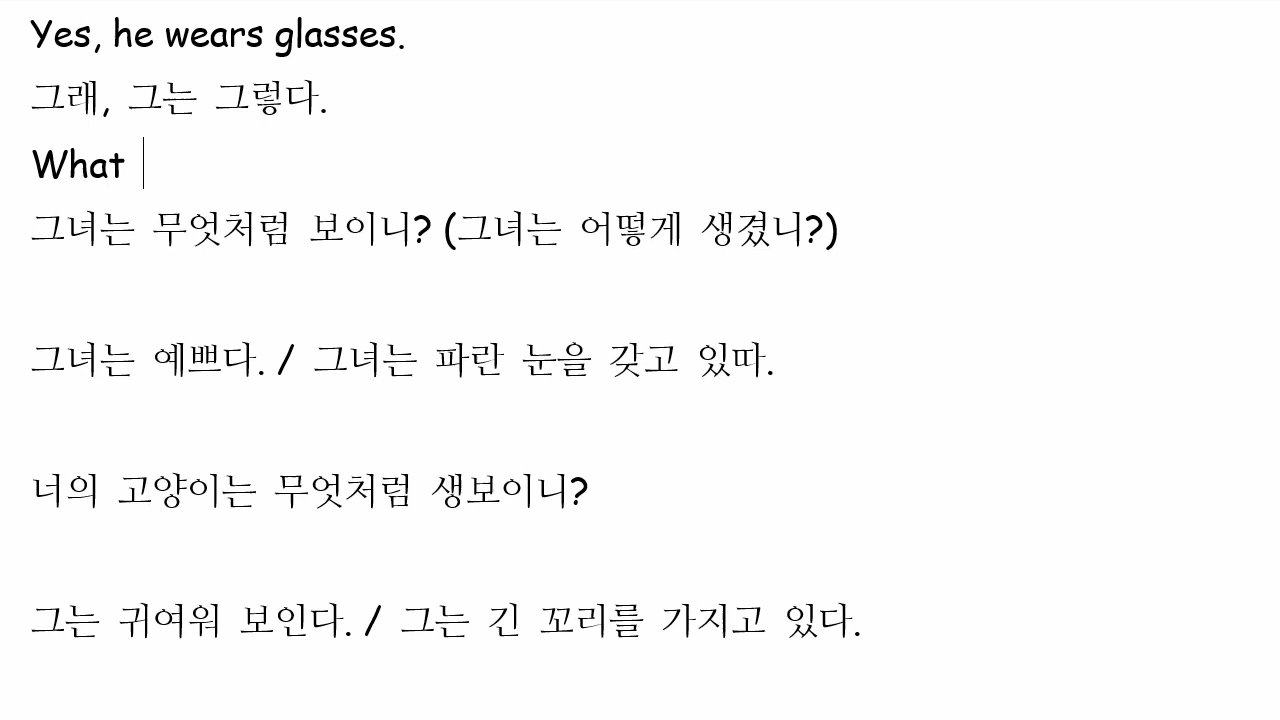 Yes, he wears glasses.
그래, 그는 그렇다.
What
그녀는 무엇처럼 보이니? (그녀는 어떻게 생겼니?)
그녀는 예쁘다. / 그녀는 파란 눈을 갖고 있따.
너의 고양이는 무엇처럼 생보이니?
그는 귀여워 보인다. / 그는 긴 꼬리를 가지고 있다.